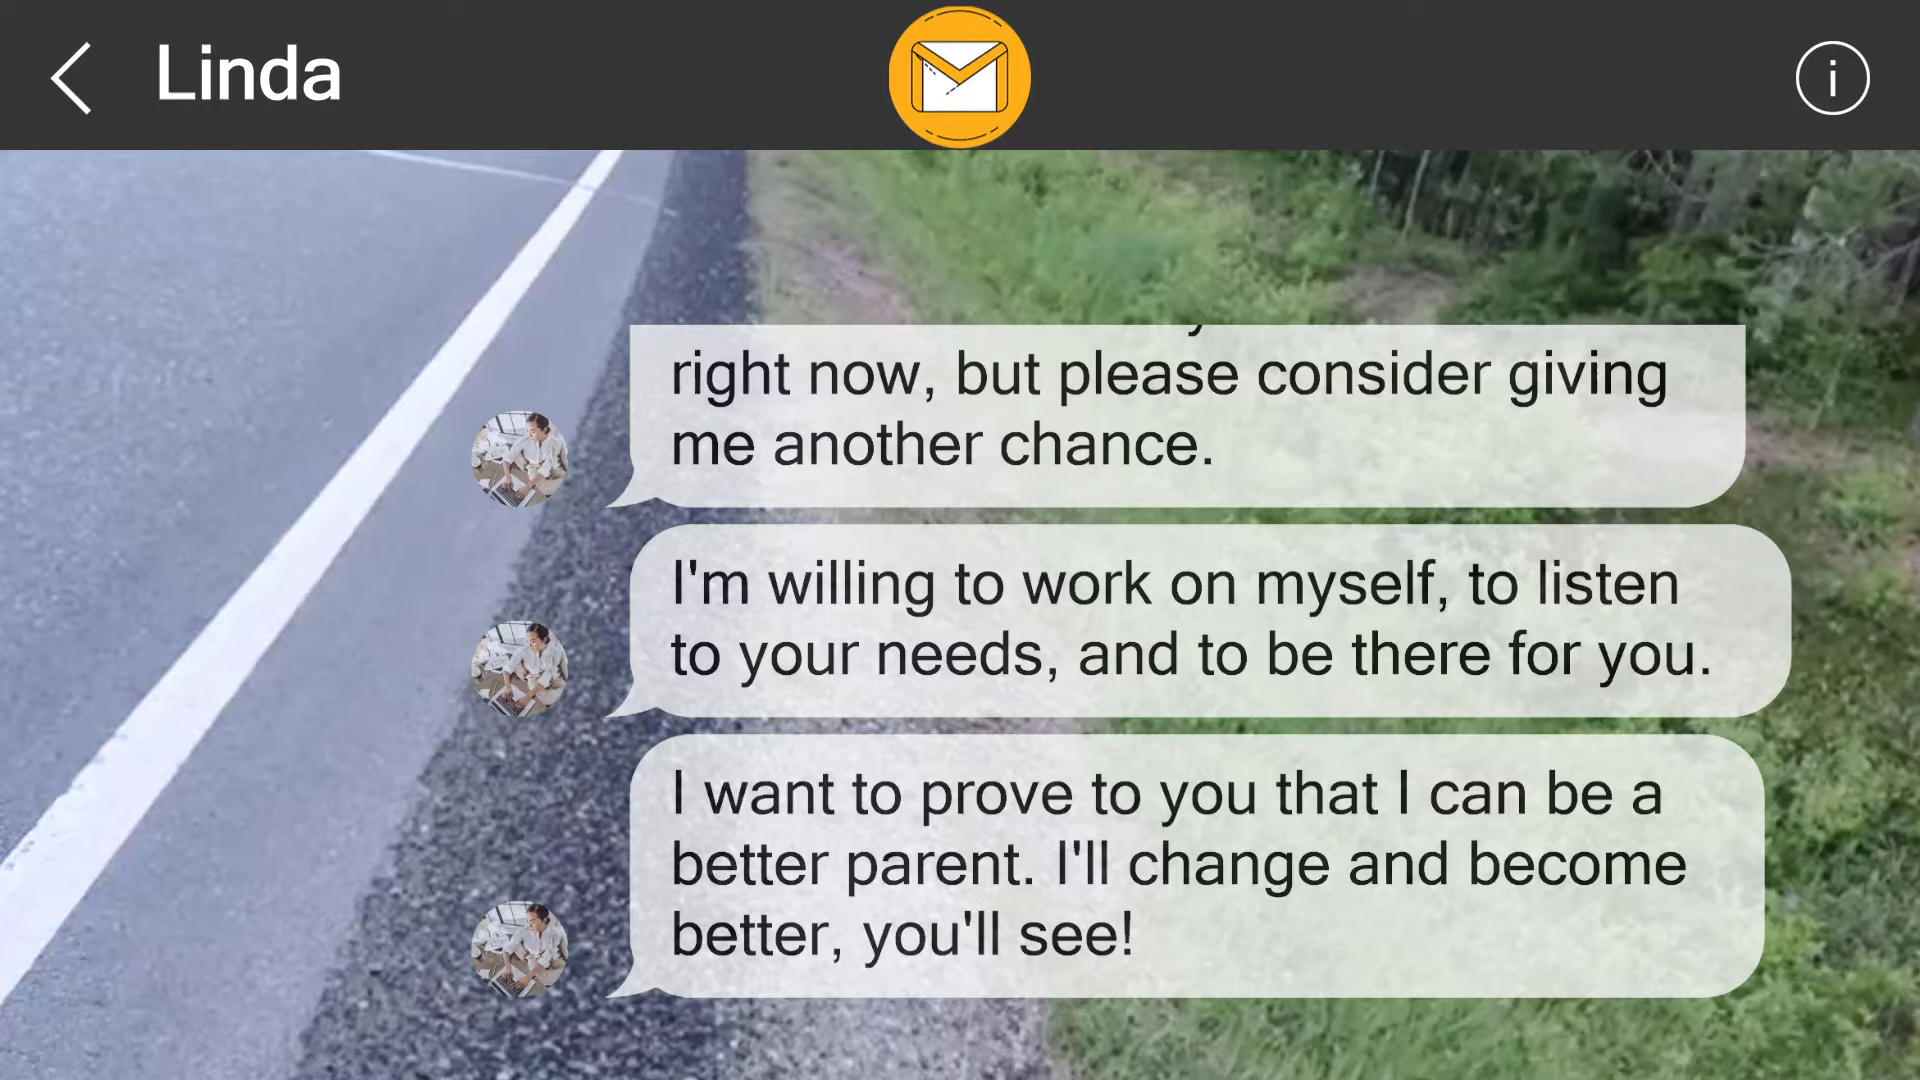 Linda
right now, but please consider giving
me another chance.
I'm willing to work on myself, to listen
to your needs, and to be there for you.
I want to prove to you that I can be a
better parent. I'll change and become
better, you'll see!